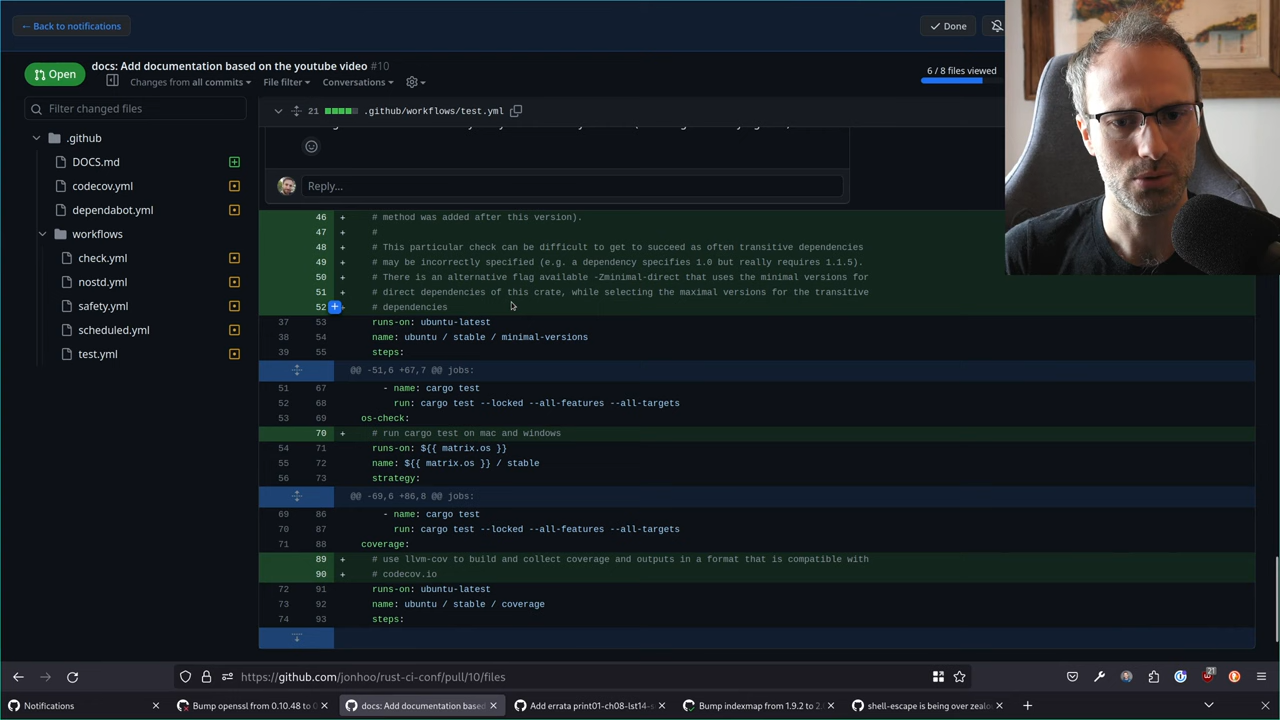 ← Back to notifications
Done
Open
docs: Add documentation based on the youtube video #10
Changes from all commits
File filter
Conversations
6 / 8 files viewed
Filter changed files
21 .github/workflows/test.yml
.github
DOCS.md
codecov.yml
dependabot.yml
workflows
check.yml
nostd.yml
safety.yml
scheduled.yml
test.yml
Reply...
46 + # method was added after this version).
47 + #
48 + # This particular check can be difficult to get to succeed as often transitive dependencies
49 + # may be incorrectly specified (e.g. a dependency specifies 1.0 but really requires 1.1.5).
50 + # There is an alternative flag available -Zminimal-direct that uses the minimal versions for
51 + # direct dependencies of this crate, while selecting the maximal versions for the transitive
52 + # dependencies
37 53 runs-on: ubuntu-latest
38 54 name: ubuntu / stable / minimal-versions
39 55 steps:
@@ -51,6 +67,7 @@ jobs:
51 67 - name: cargo test
52 68 run: cargo test --locked --all-features --all-targets
53 69 os-check:
70 + # run cargo test on mac and windows
54 71 runs-on: ${{ matrix.os }}
55 72 name: ${{ matrix.os }} / stable
56 73 strategy:
@@ -69,6 +86,8 @@ jobs:
69 86 - name: cargo test
70 87 run: cargo test --locked --all-features --all-targets
71 88 coverage:
89 + # use llvm-cov to build and collect coverage and outputs in a format that is compatible with
90 + # codecov.io
72 91 runs-on: ubuntu-latest
73 92 name: ubuntu / stable / coverage
74 93 steps:
https://github.com/jonhoo/rust-ci-conf/pull/10/files
21
Notifications
Bump openssl from 0.10.48 to 0.
docs: Add documentation based
Add errata print01-ch08-lst14-s
Bump indexmap from 1.9.2 to 2.
shell-escape is being over zealo